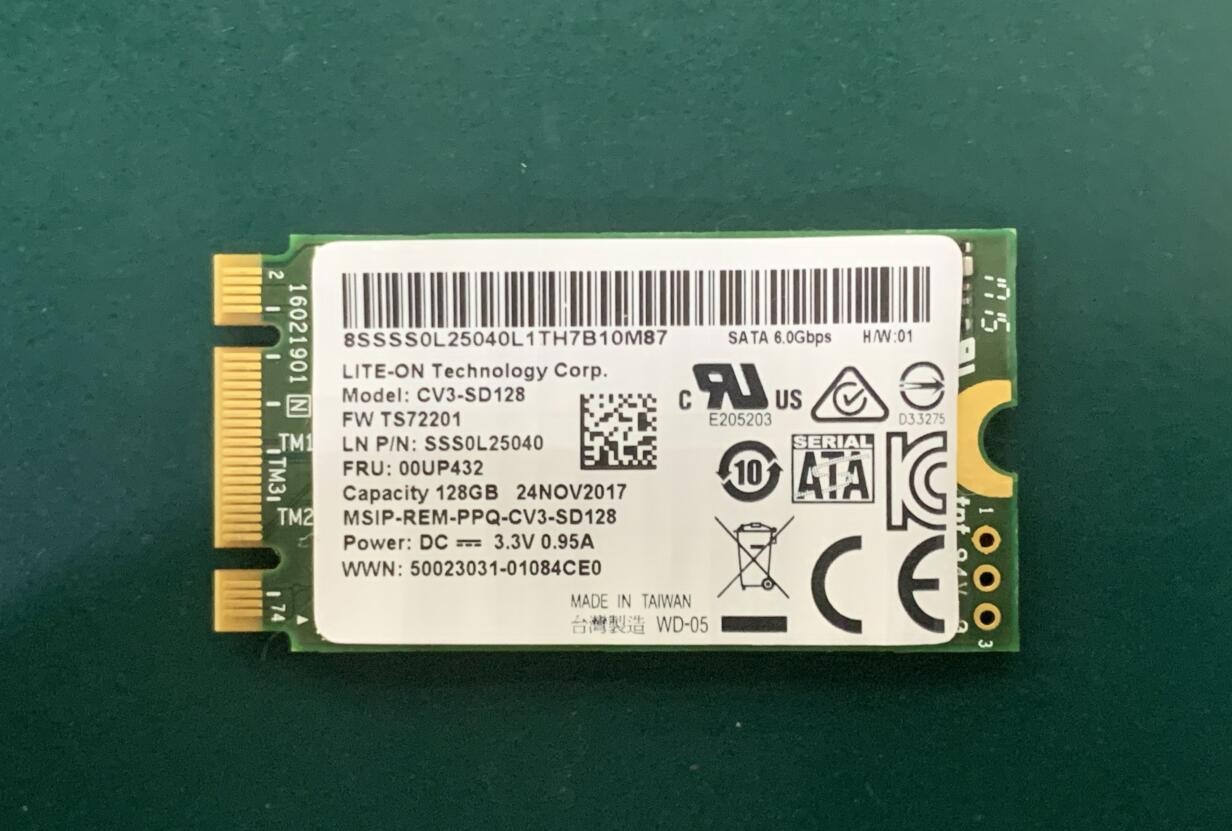 8SSSS0L25040L1TH7B10M87 SATA 6.0Gbps H/W:01
LITE-ON Technology Corp.
Model: CV3-SD128
FW TS72201
LN P/N: SSS0L25040
FRU: 00UP432
Capacity 128GB 24NOV2017
MSIP-REM-PPQ-CV3-SD128
Power: DC 3.3V 0.95A
WWN: 50023031-01084CE0
MADE IN TAIWAN
台灣製造 WD-05
C US
E205203
D33275
10
SERIAL
ATA
KC
CE
2
16021901 N
TM1
TM3
TM2
74
1715
1
3